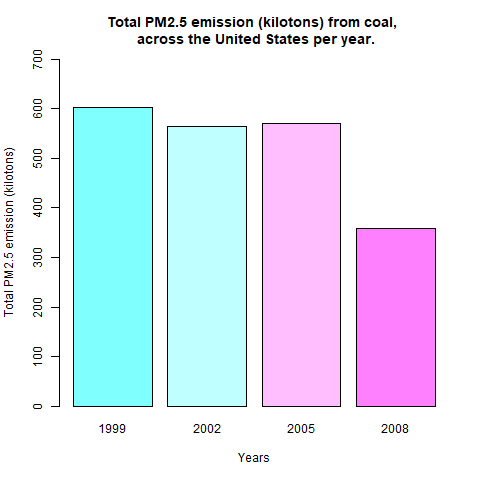 Total PM2.5 emission (kilotons) from coal,
across the United States per year.
Total PM2.5 emission (kilotons)
700
600
500
400
300
200
100
0
1999 2002 2005 2008
Years